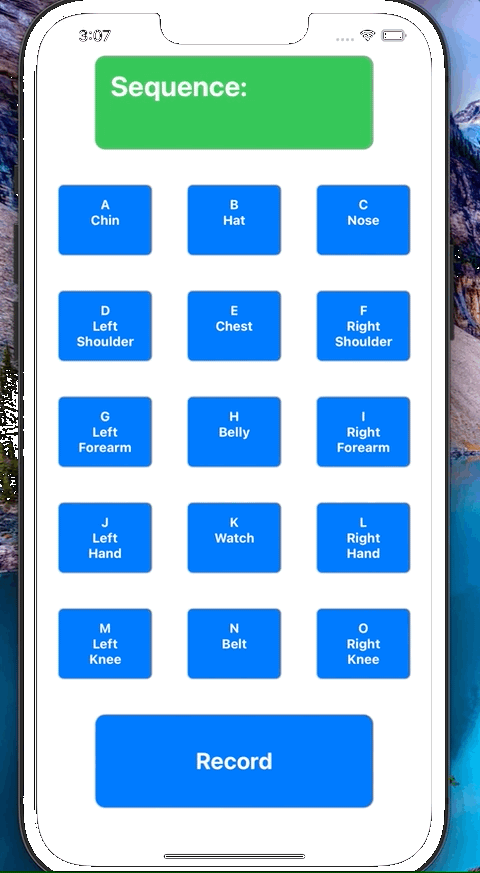 3:07
Sequence:
A
Chin
B
Hat
C
Nose
D
Left
Shoulder
E
Chest
F
Right
Shoulder
G
Left
Forearm
H
Belly
I
Right
Forearm
J
Left
Hand
K
Watch
L
Right
Hand
M
Left
Knee
N
Belt
O
Right
Knee
Record